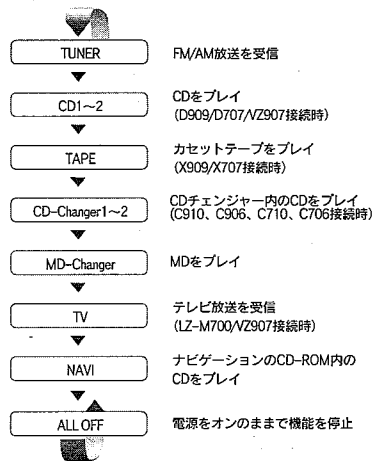 TUNER
FM/AM放送を受信
CD1～2
CDをプレイ
(D909/D707/VZ907接続時)
TAPE
カセットテープをプレイ
(X909/X707接続時)
CD-Changer1～2
CDチェンジャー内のCDをプレイ
(C910、C906、C710、C706接続時)
MD-Changer
MDをプレイ
TV
テレビ放送を受信
(LZ-M700/VZ907接続時)
NAVI
ナビゲーションのCD-ROM内の
CDをプレイ
ALL OFF
電源をオンのままで機能を停止